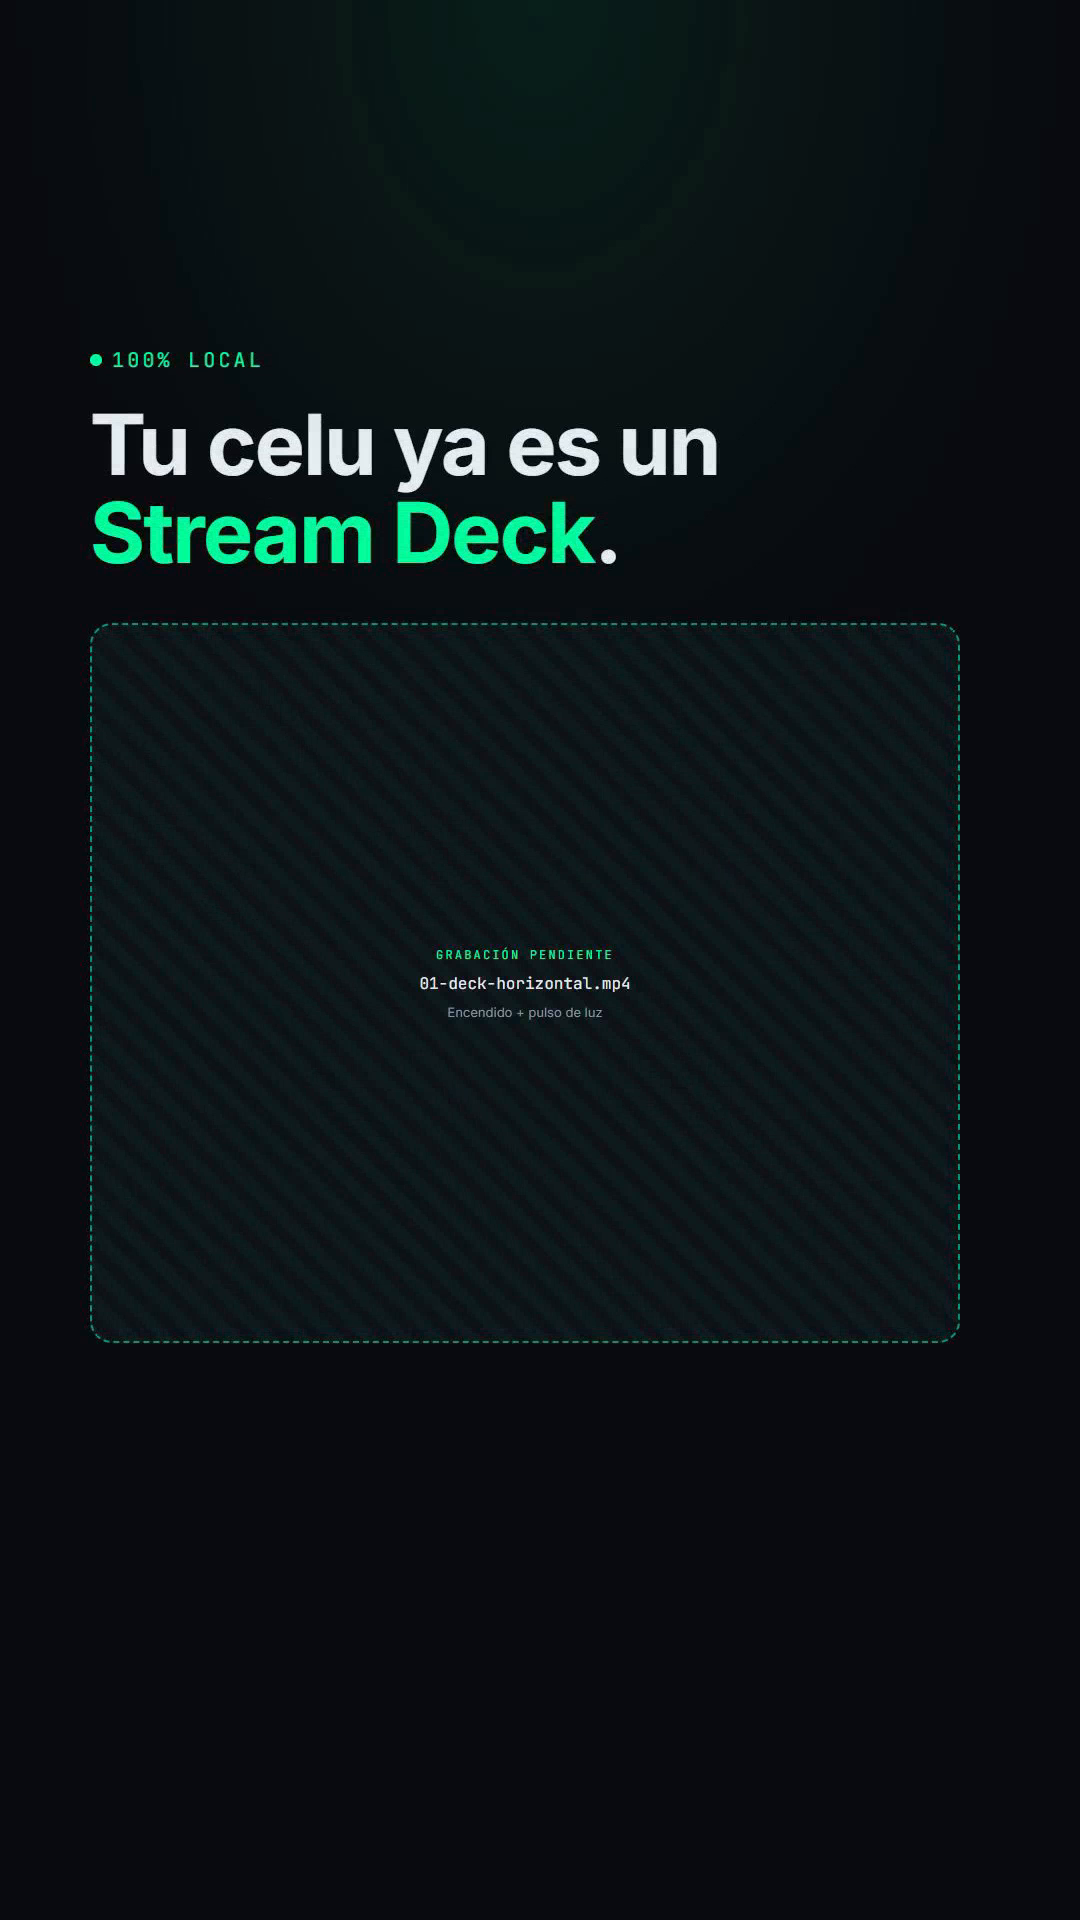 100% LOCAL
Tu celu ya es un
Stream Deck.
GRABACIÓN PENDIENTE
01-deck-horizontal.mp4
Encendido + pulso de luz